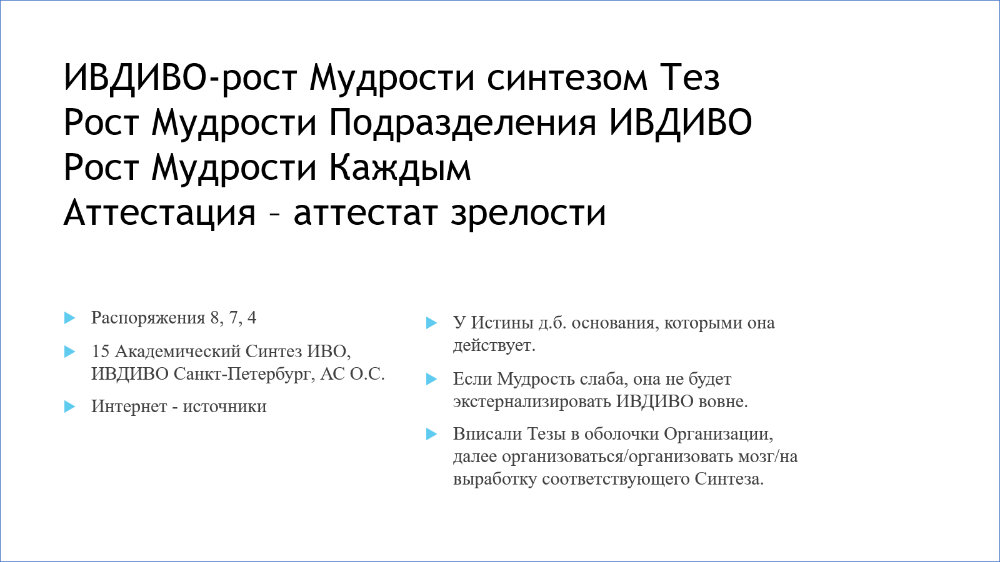 ИВДИВО-рост Мудрости синтезом Тез
Рост Мудрости Подразделения ИВДИВО
Рост Мудрости Каждым
Аттестация – аттестат зрелости
Распоряжения 8, 7, 4
15 Академический Синтез ИВО,
ИВДИВО Санкт-Петербург, АС О.С.
Интернет - источники
У Истины д.б. основания, которыми она
действует.
Если Мудрость слаба, она не будет
экстернализировать ИВДИВО вовне.
Вписали Тезы в оболочки Организации,
далее организоваться/организовать мозг/на
выработку соответствующего Синтеза.